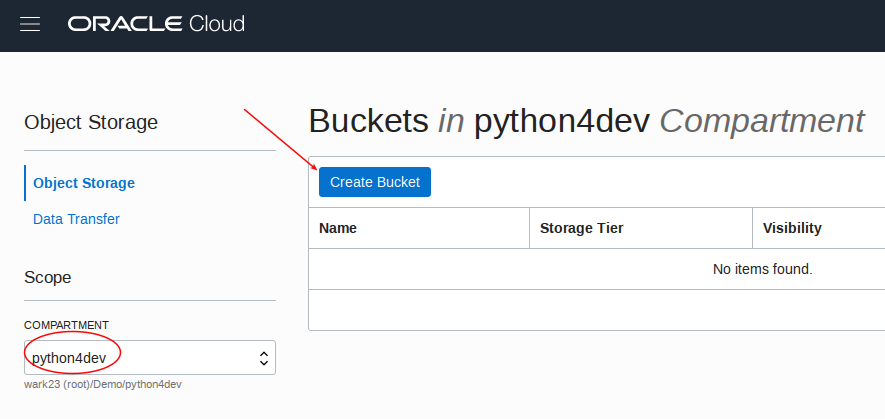 ORACLE Cloud
Object Storage
Object Storage
Data Transfer
Scope
COMPARTMENT
python4dev
wark23 (root)/Demo/python4dev
Buckets in python4dev Compartment
Create Bucket
Name Storage Tier Visibility
No items found.